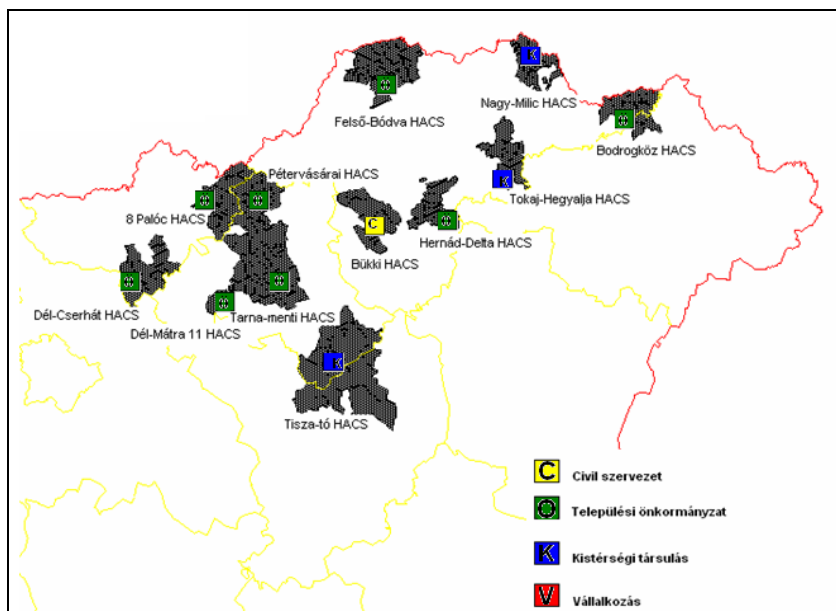 K
O
Nagy-Milic HACS
Felső-Bódva HACS
O
Bodrogköz HACS
Pétervásárai HACS
K
O
O
Tokaj-Hegyalja HACS
8 Palóc HACS
C
O
Hernád-Delta HACS
Bükki HACS
O
O
Dél-Cserhát HACS
O
Tarna-menti HACS
Dél-Mátra 11 HACS
K
Tisza-tó HACS
C Civil szervezet
O Települési önkormányzat
K Kistérségi társulás
V Vállalkozás